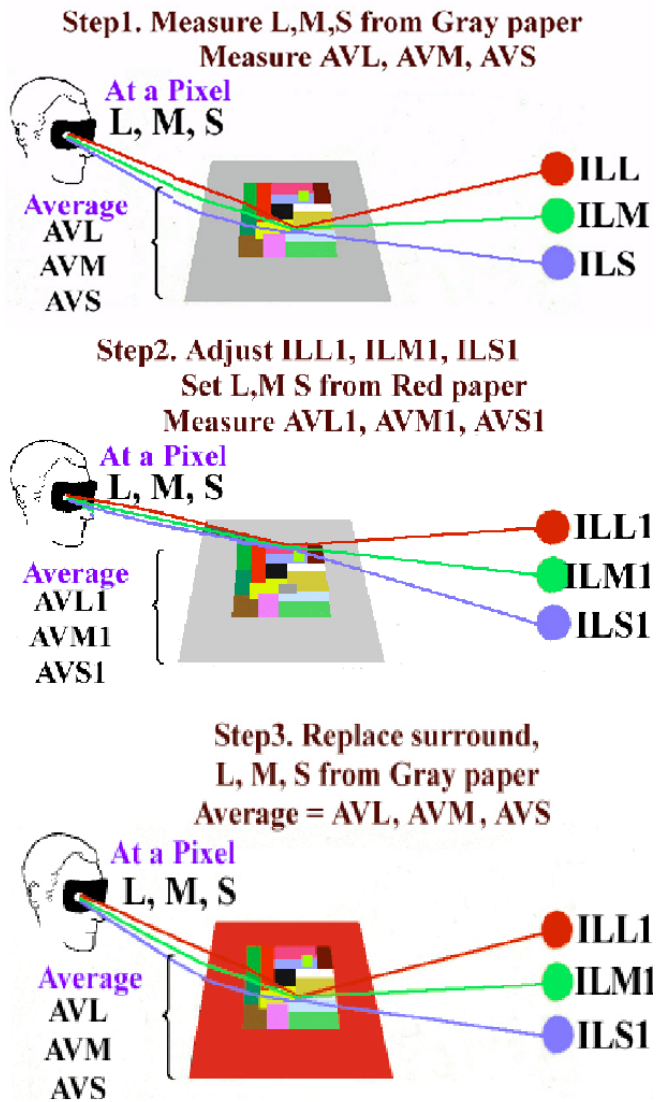 Step1. Measure L,M,S from Gray paper
Measure AVL, AVM, AVS
At a Pixel
L, M, S
ILL
ILM
ILS
Average
AVL
AVM
AVS
Step2. Adjust ILL1, ILM1, ILS1
Set L,M S from Red paper
Measure AVL1, AVM1, AVS1
At a Pixel
L, M, S
ILL1
ILM1
ILS1
Average
AVL1
AVM1
AVS1
Step3. Replace surround,
L, M, S from Gray paper
Average = AVL, AVM, AVS
At a Pixel
L, M, S
ILL1
ILM1
ILS1
Average
AVL
AVM
AVS